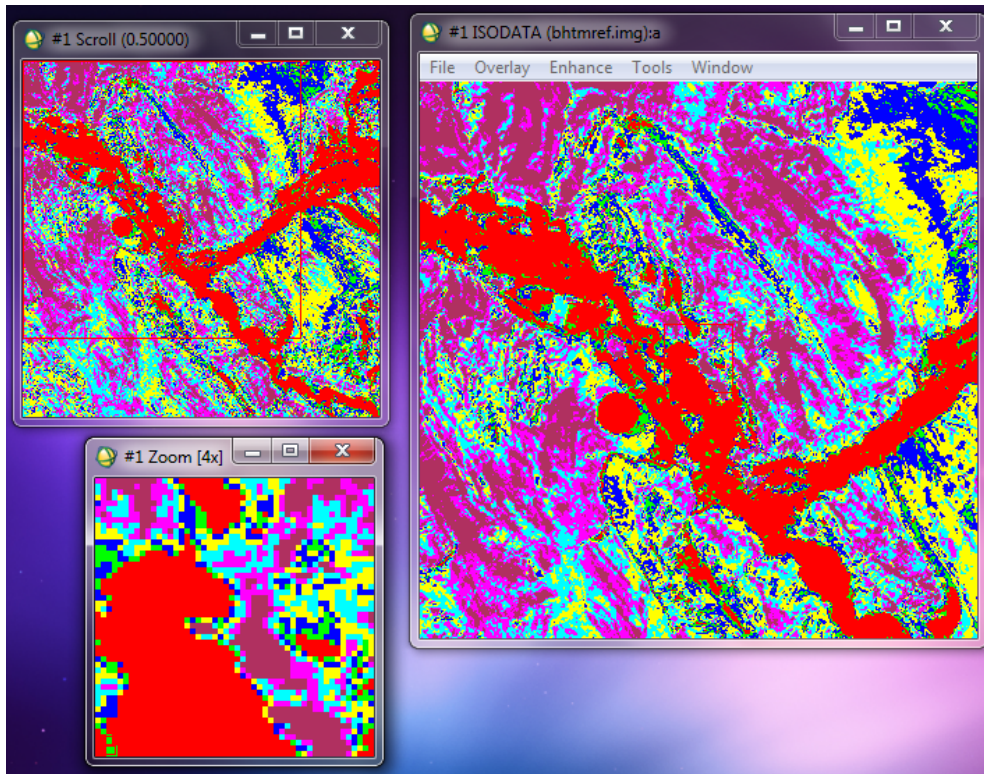 #1 Scroll (0.50000)
#1 ISODATA (bhtmref.img):a
File Overlay Enhance Tools Window
#1 Zoom [4x]